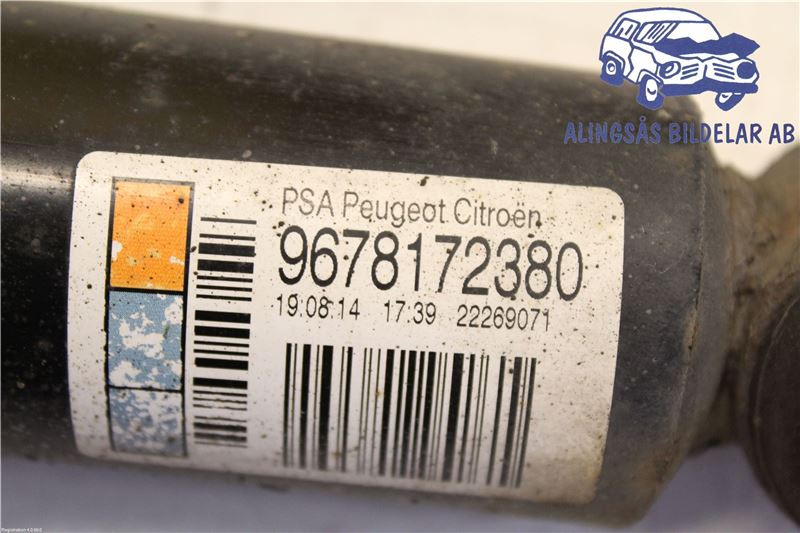 ALINGSÅS BILDELAR AB
PSA Peugeot Citroën
9678172380
19.08.14 17:39 22269071